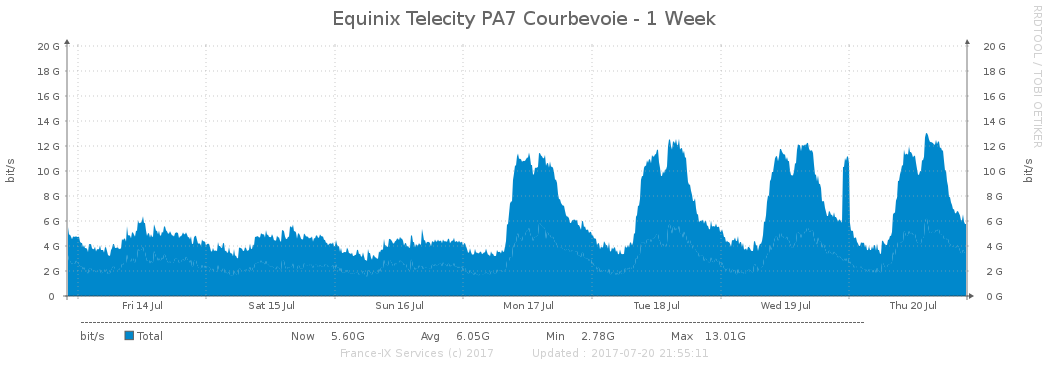 Equinix Telecity PA7 Courbevoie - 1 Week
RRDTOOL / TOBI OETIKER
bit/s
bit/s
20 G 20 G
18 G 18 G
16 G 16 G
14 G 14 G
12 G 12 G
10 G 10 G
8 G 8 G
6 G 6 G
4 G 4 G
2 G 2 G
0 0 G
Fri 14 Jul Sat 15 Jul Sun 16 Jul Mon 17 Jul Tue 18 Jul Wed 19 Jul Thu 20 Jul
bit/s Total Now 5.60G Avg 6.05G Min 2.78G Max 13.01G
France-IX Services (c) 2017 Updated : 2017-07-20 21:55:11